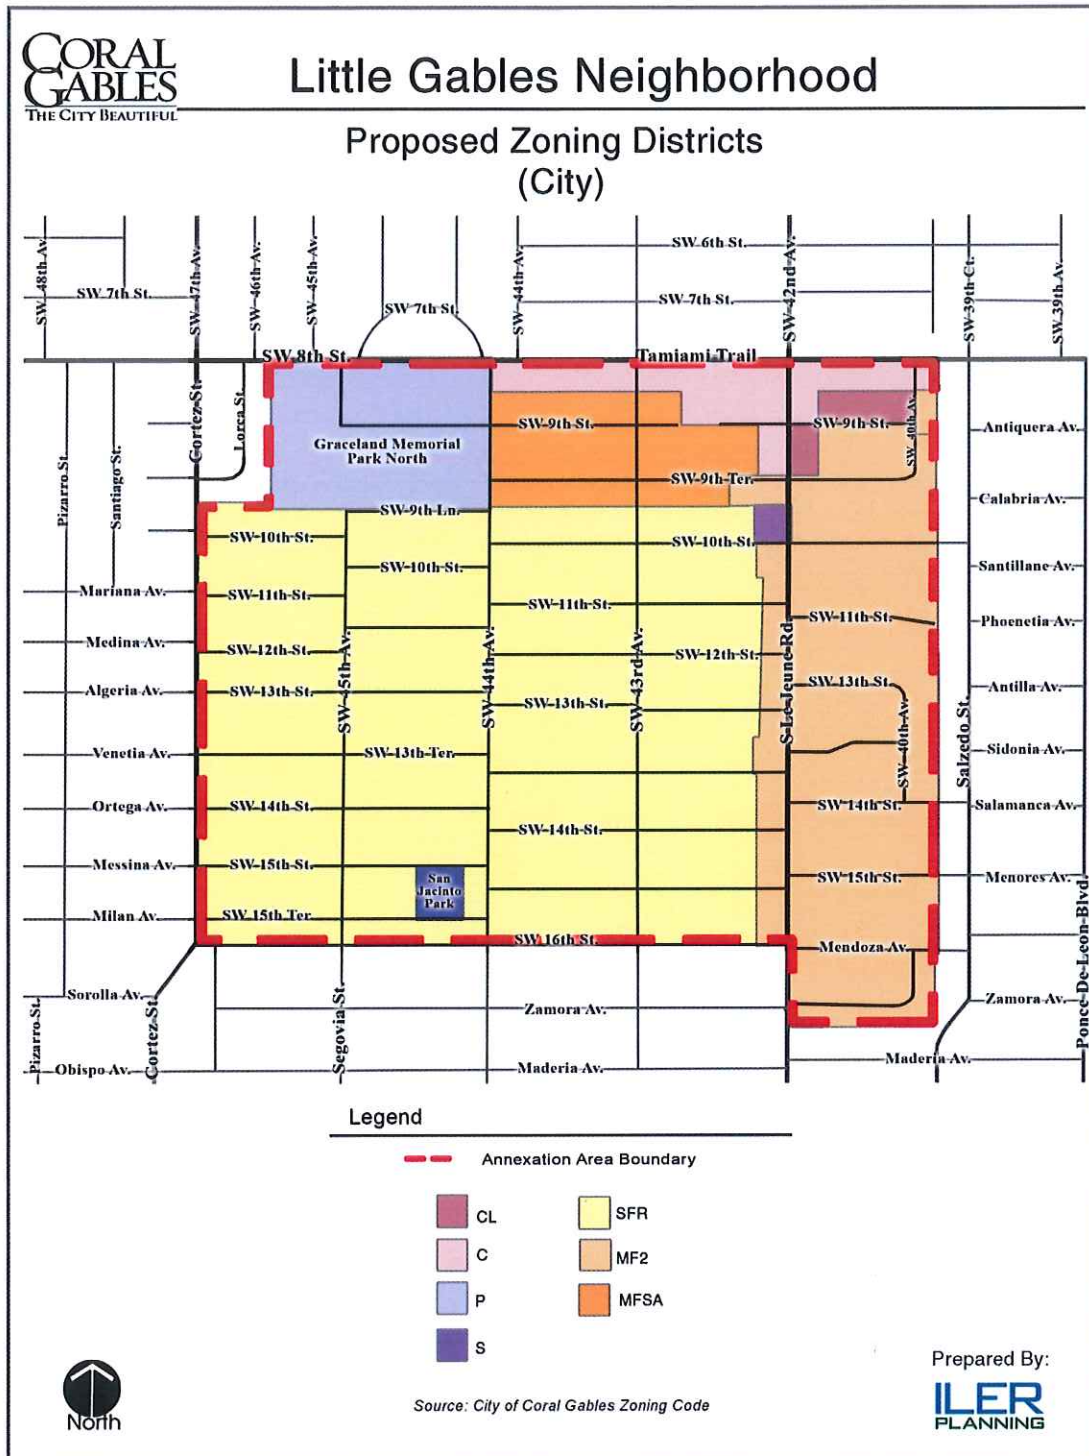 CORAL
GABLES
THE CITY BEAUTIFUL
Little Gables Neighborhood
Proposed Zoning Districts
(City)
SW 48th Av.
SW 47th Av.
SW 46th Av.
SW 45th Av.
SW 44th Av.
SW 42nd Av.
SW 39th Ct.
SW 39th Av.
SW 6th St.
SW 7th St.
SW 7th St.
SW 7th St.
SW 8th St.
Tamiami Trail
Pizarro St.
Santiago St.
Cortez St.
Lorca St.
Graceland Memorial
Park North
SW 9th St.
SW 9th St.
SW 40th Av.
Antiquera Av.
SW 9th Ter.
Calabria Av.
SW 9th Ln.
SW 10th St.
SW 10th St.
SW 10th St.
Santillane Av.
Mariana Av.
SW 11th St.
SW 11th St.
SW 11th St.
Phoenetia Av.
Medina Av.
SW 12th St.
SW 12th St.
SW 45th Av.
SW 44th Av.
SW 43rd Av.
S Le Jeune Rd.
Algeria Av.
SW 13th St.
SW 13th St.
SW 13th St.
SW 40th Av.
Antilla Av.
Salzedo St.
Venetia Av.
SW 13th Ter.
Sidonia Av.
Ortega Av.
SW 14th St.
SW 14th St.
SW 14th St.
Salamanca Av.
Messina Av.
SW 15th St.
SW 15th St.
Menores Av.
San
Jacinto
Park
Milan Av.
SW 15th Ter.
SW 16th St.
Mendoza Av.
Ponce De Leon Blvd.
Sorolla Av.
Zamora Av.
Zamora Av.
Pizarro St.
Cortez St.
Segovia St.
Obispo Av.
Maderia Av.
Maderia Av.
Legend
Annexation Area Boundary
CL
SFR
C
MF2
P
MFSA
S
North
Source: City of Coral Gables Zoning Code
Prepared By:
ILER
PLANNING